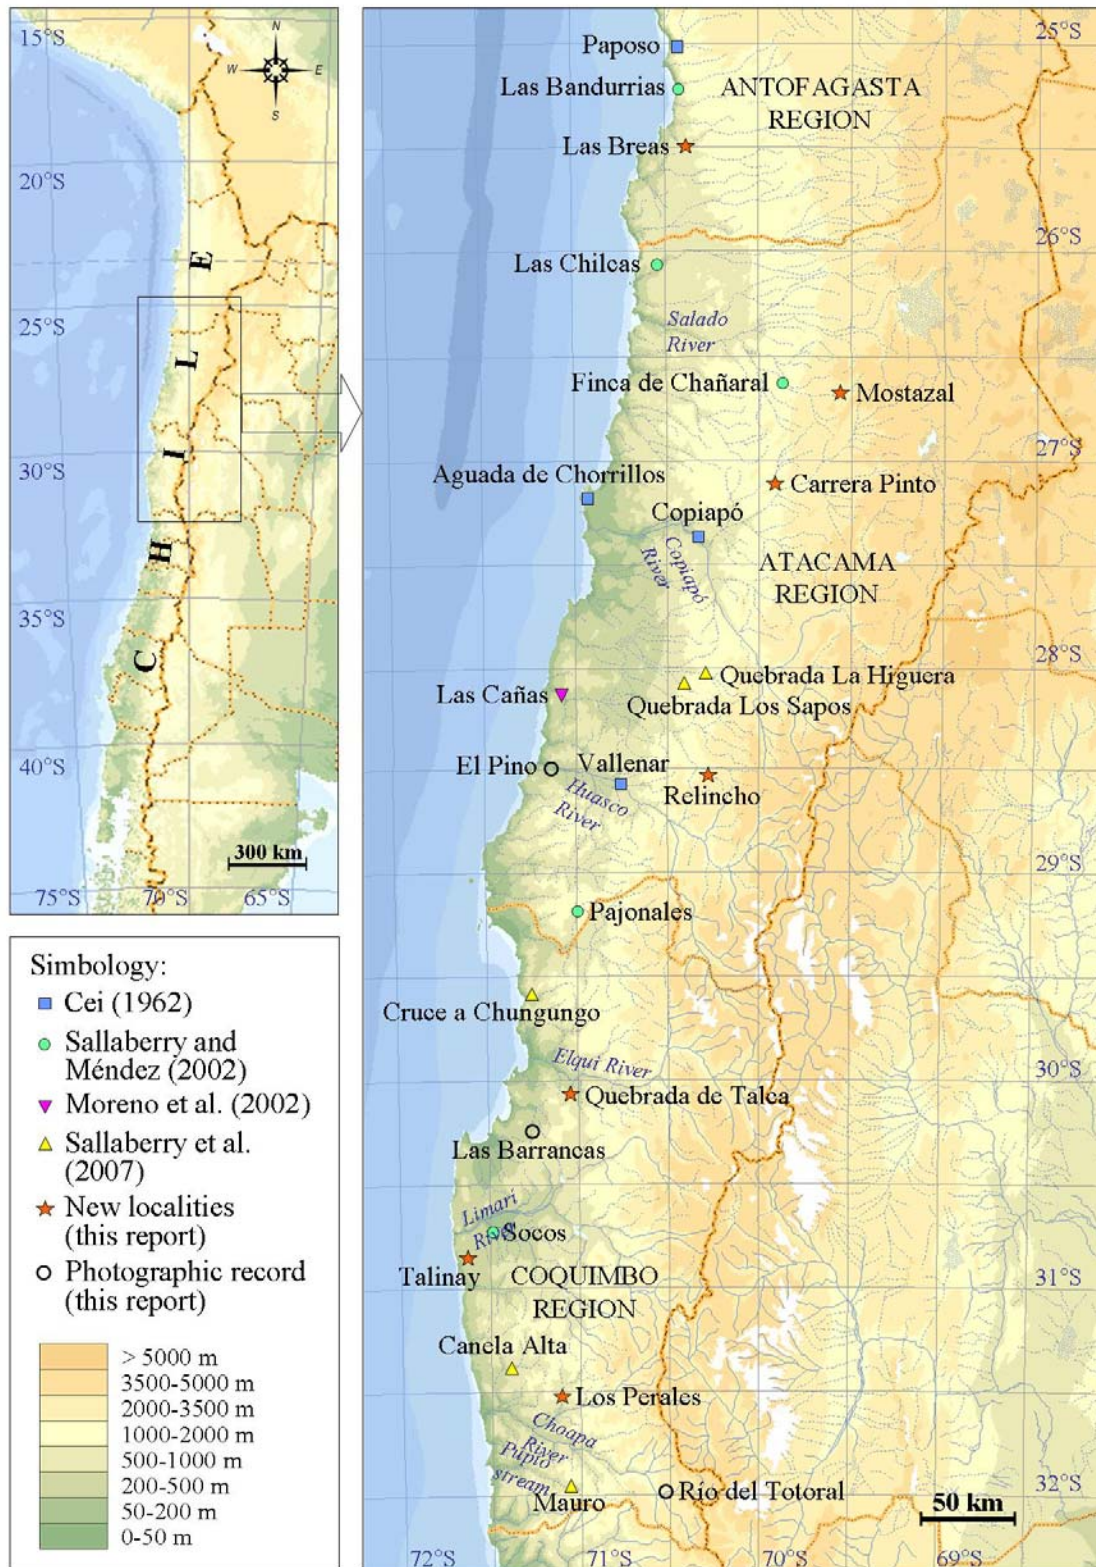 15°S
N
W
E
S
20°S
25°S
30°S
35°S
40°S
C H I L E
300 km
75°S
70°S
65°S
Simbology:
Cei (1962)
Sallaberry and
Méndez (2002)
Moreno et al. (2002)
Sallaberry et al.
(2007)
New localities
(this report)
Photographic record
(this report)
> 5000 m
3500-5000 m
2000-3500 m
1000-2000 m
500-1000 m
200-500 m
50-200 m
0-50 m
25°S
Paposo
Las Bandurrias
ANTOFAGASTA
REGION
Las Breas
26°S
Las Chilcas
Salado
River
Finca de Chañaral
Mostazal
27°S
Aguada de Chorrillos
Carrera Pinto
Copiapó
Copiapó
River
ATACAMA
REGION
28°S
Quebrada La Higuera
Las Cañas
Quebrada Los Sapos
El Pino
Vallenar
Huasco
River
Relincho
29°S
Pajonales
Cruce a Chungungo
Elqui River
30°S
Quebrada de Talca
Las Barrancas
Limarí
River
Socos
Talinay
COQUIMBO
REGION
31°S
Canela Alta
Los Perales
Choapa
River
Pupío
stream
Mauro
Río del Totoral
32°S
50 km
72°S
71°S
70°S
69°S